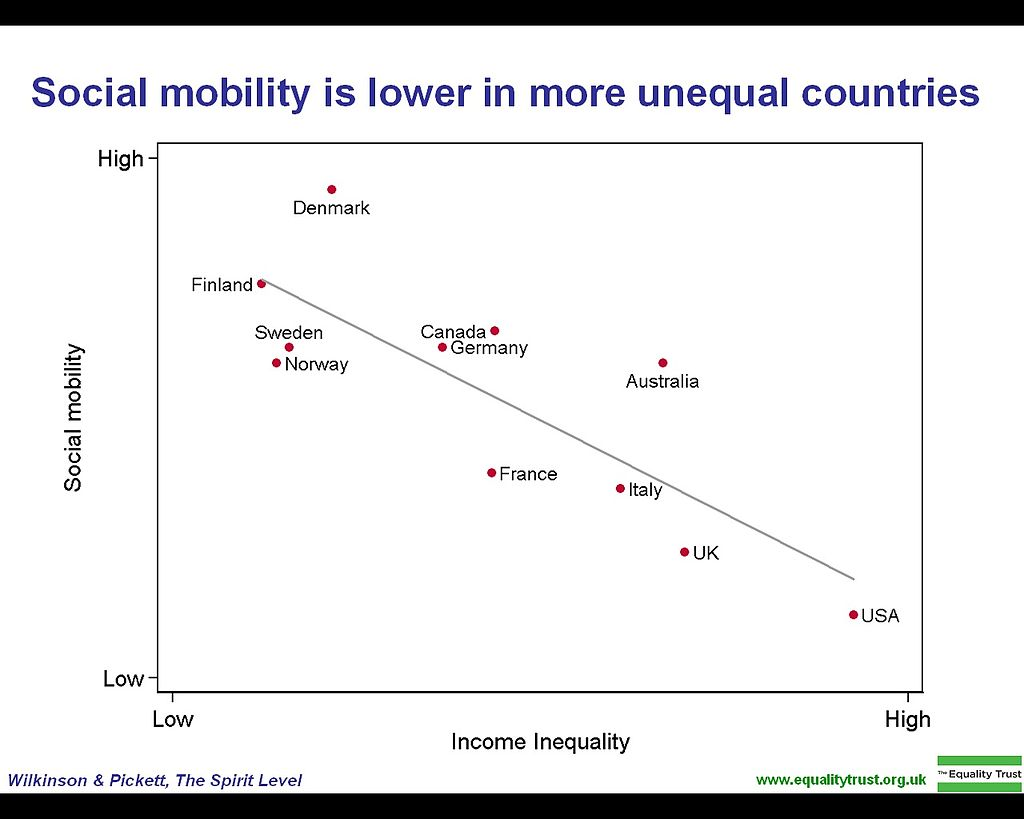 Social mobility is lower in more unequal countries
High
Denmark
Finland
Sweden
Canada
Germany
Norway
Australia
Social mobility
France
Italy
UK
USA
Low
Low
High
Income Inequality
Wilkinson & Pickett, The Spirit Level
www.equalitytrust.org.uk
The Equality Trust